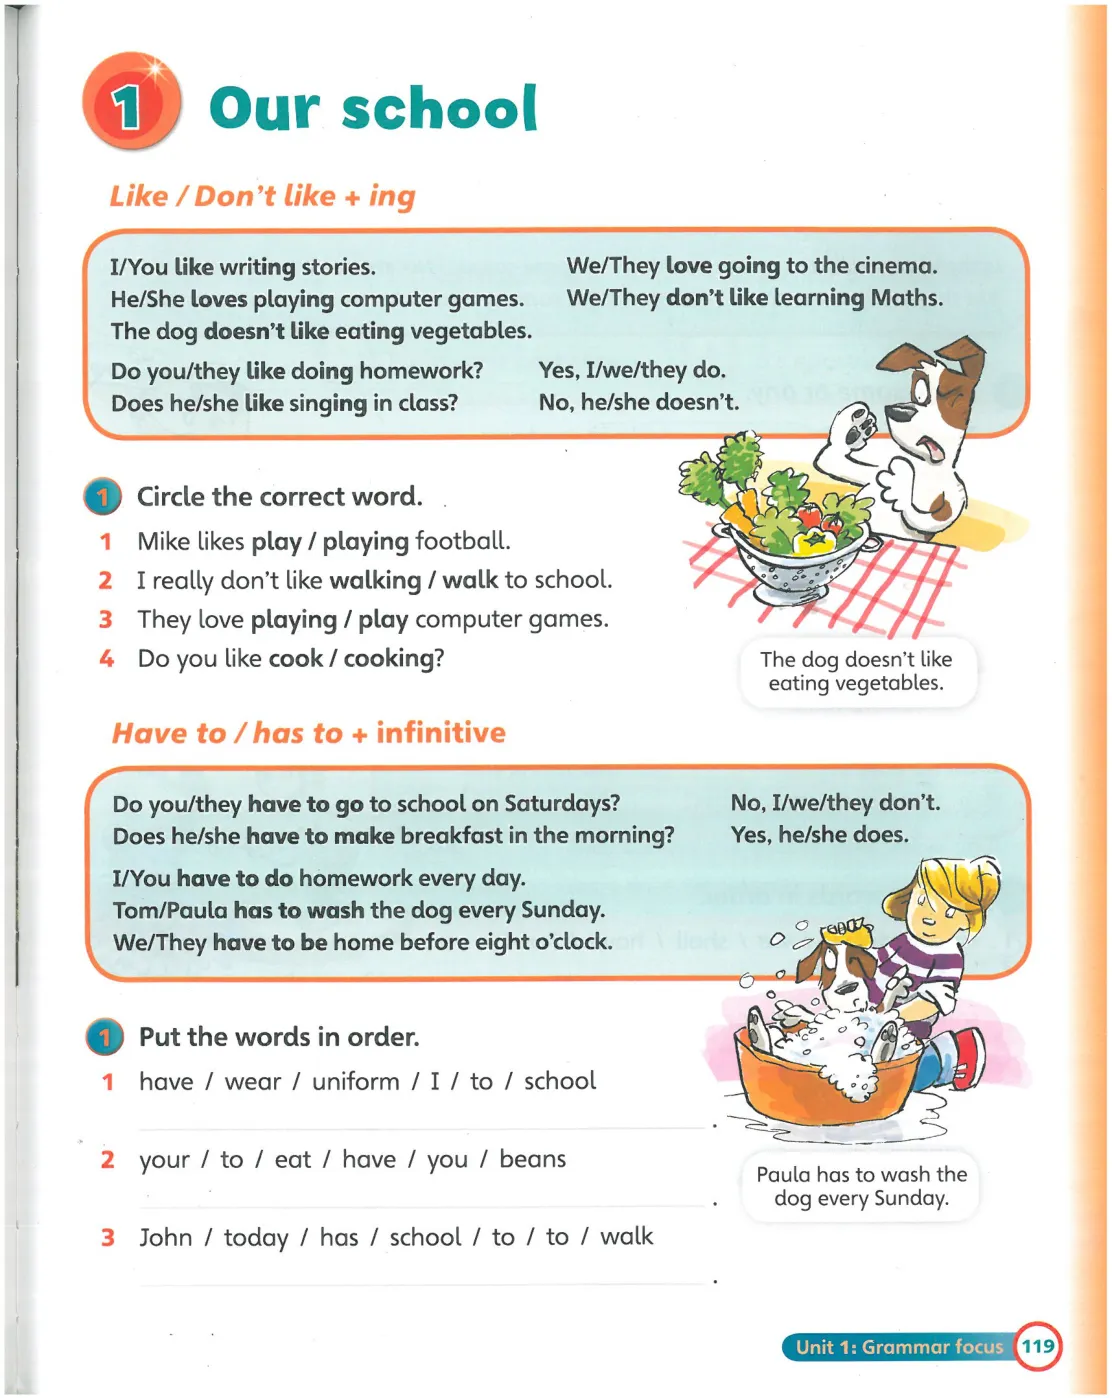 1 Our school
Like / Don't like + ing
I/You like writing stories.
He/She loves playing computer games.
The dog doesn't like eating vegetables.
We/They love going to the cinema.
We/They don't like learning Maths.
Do you/they like doing homework?
Does he/she like singing in class?
Yes, I/we/they do.
No, he/she doesn't.
1 Circle the correct word.
1 Mike likes play / playing football.
2 I really don't like walking / walk to school.
3 They love playing / play computer games.
4 Do you like cook / cooking?
The dog doesn't like
eating vegetables.
Have to / has to + infinitive
Do you/they have to go to school on Saturdays?
Does he/she have to make breakfast in the morning?
No, I/we/they don't.
Yes, he/she does.
I/You have to do homework every day.
Tom/Paula has to wash the dog every Sunday.
We/They have to be home before eight o'clock.
1 Put the words in order.
1 have / wear / uniform / I / to / school
.
2 your / to / eat / have / you / beans
.
3 John / today / has / school / to / to / walk
.
Paula has to wash the
dog every Sunday.
Unit 1: Grammar focus 119